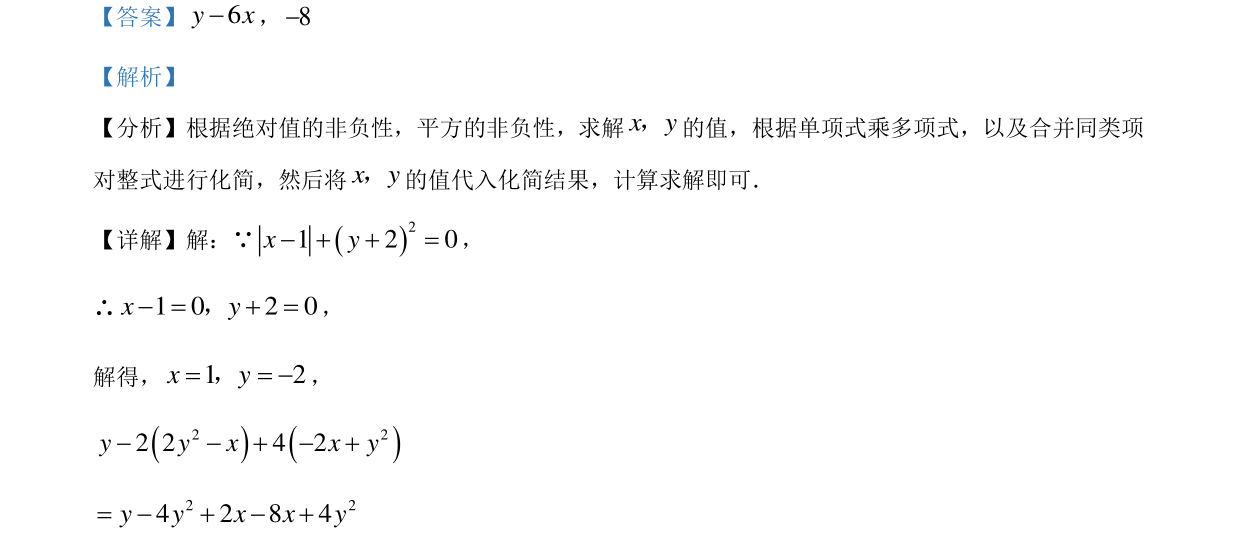 【答案】y−6x，−8
【解析】
【分析】根据绝对值的非负性，平方的非负性，求解 x，y 的值，根据单项式乘多项式，以及合并同类项
对整式进行化简，然后将 x，y 的值代入化简结果，计算求解即可．
【详解】解：∵|x−1|+(y+2)²=0，
∴x−1=0，y+2=0，
解得，x=1，y=−2，
y−2(2y²−x)+4(−2x+y²)
=y−4y²+2x−8x+4y²